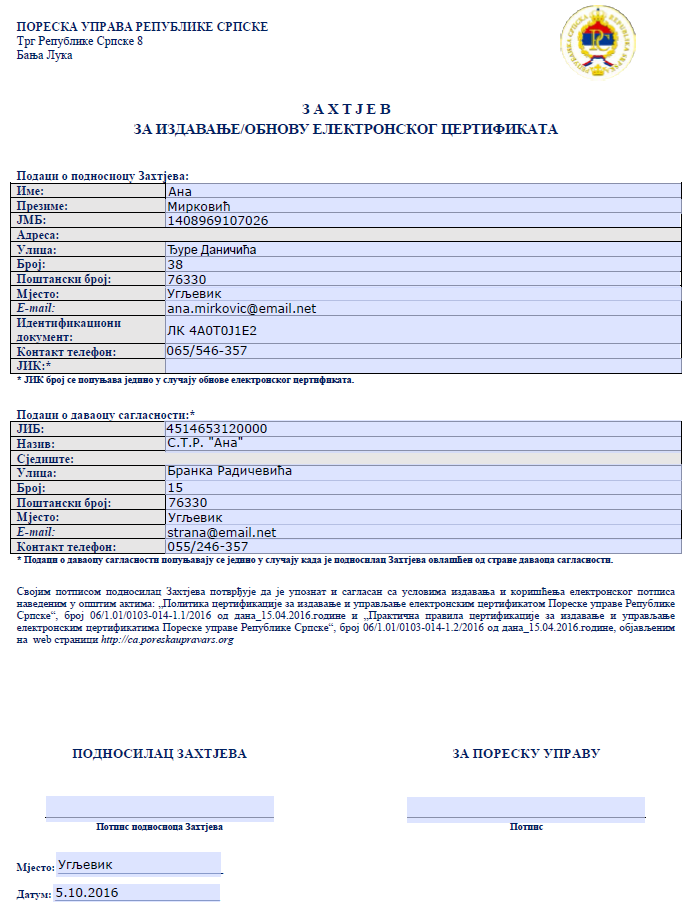 ПОРЕСКА УПРАВА РЕПУБЛИКЕ СРПСКЕ
Трг Републике Српске 8
Бања Лука
З А Х Т Ј Е В
ЗА ИЗДАВАЊЕ/ОБНОВУ ЕЛЕКТРОНСКОГ ЦЕРТИФИКАТА
Подаци о подносиоцу Захтјева:
Име: Ана
Презиме: Мирковић
ЈМБ: 1408969107026
Адреса:
Улица: Ђуре Даничића
Број: 38
Поштански број: 76330
Мјесто: Угљевик
E-mail: ana.mirkovic@email.net
Идентификациони
документ: ЛК 4A0T0J1E2
Контакт телефон: 065/546-357
ЈИК:*
* ЈИК број се попуњава једино у случају обнове електронског цертификата.
Подаци о даваоцу сагласности:*
ЈИБ: 4514653120000
Назив: С.Т.Р. "Ана"
Сједиште:
Улица: Бранка Радичевића
Број: 15
Поштански број: 76330
Мјесто: Угљевик
E-mail: strana@email.net
Контакт телефон: 055/246-357
* Подаци о даваоцу сагласности попуњавају се једино у случају када је подносилац Захтјева овлашћен од стране даваоца сагласности.
Својим потписом подносилац Захтјева потврђује да је упознат и сагласан са условима издавања и коришћења електронског потписа
наведеним у општим актима: „Политика цертификације за издавање и управљање електронским цертификатом Пореске управе Републике
Српске“, број 06/1.01/0103-014-1.1/2016 од дана_15.04.2016.године и „Практична правила цертификације за издавање и управљање
електронским цертификатима Пореске управе Републике Српске“, број 06/1.01/0103-014-1.2/2016 од дана_15.04.2016.године, објављеним
на web страници http://ca.poreskaupravars.org
ПОДНОСИЛАЦ ЗАХТЈЕВА
ЗА ПОРЕСКУ УПРАВУ
Потпис подносиоца Захтјева
Потпис
Мјесто: Угљевик
Датум: 5.10.2016